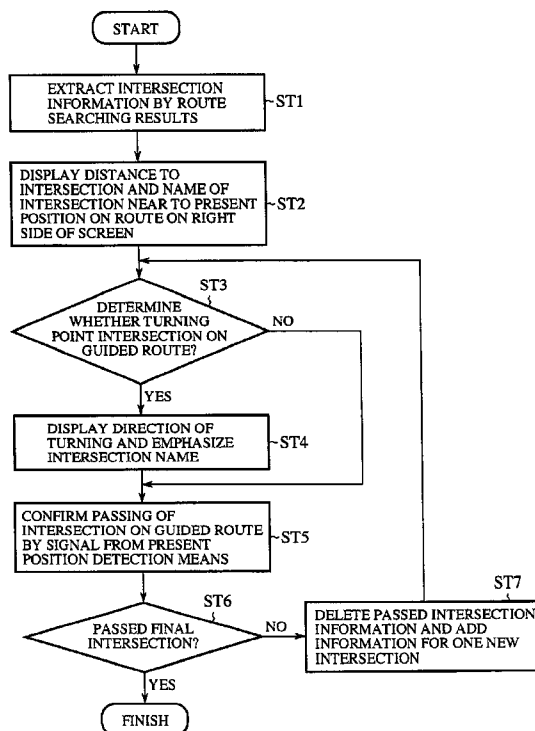 START
EXTRACT INTERSECTION
INFORMATION BY ROUTE
SEARCHING RESULTS
ST1
DISPLAY DISTANCE TO
INTERSECTION AND NAME OF
INTERSECTION NEAR TO PRESENT
POSITION ON ROUTE ON RIGHT
SIDE OF SCREEN
ST2
ST3
DETERMINE
WHETHER TURNING
POINT INTERSECTION ON
GUIDED ROUTE?
NO
YES
DISPLAY DIRECTION OF
TURNING AND EMPHASIZE
INTERSECTION NAME
ST4
CONFIRM PASSING OF
INTERSECTION ON GUIDED ROUTE
BY SIGNAL FROM PRESENT
POSITION DETECTION MEANS
ST5
ST6
PASSED FINAL
INTERSECTION?
NO
YES
ST7
DELETE PASSED INTERSECTION
INFORMATION AND ADD
INFORMATION FOR ONE NEW
INTERSECTION
FINISH